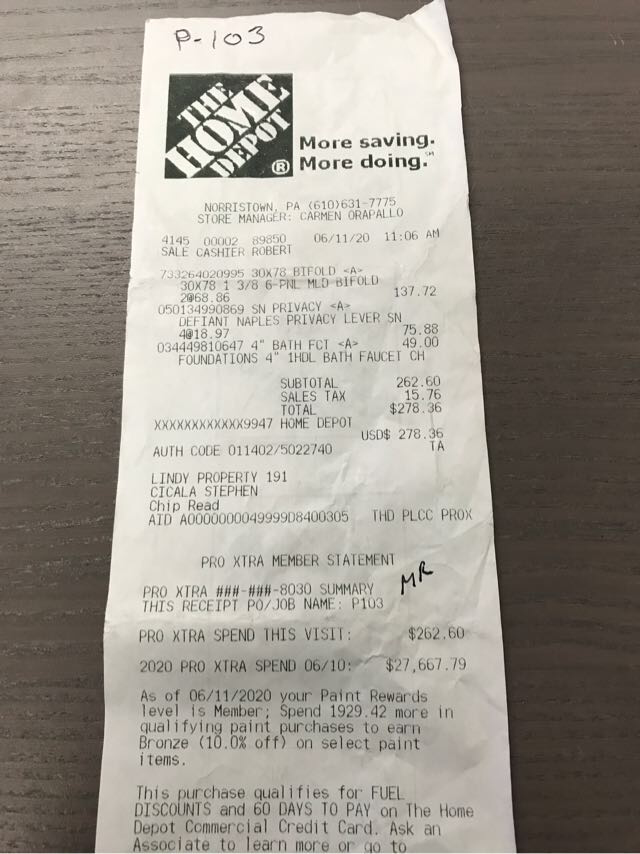 P-103
THE
HOME
DEPOT
®
More saving.
More doing.℠
NORRISTOWN, PA (610)631-7775
STORE MANAGER: CARMEN ORAPALLO
4145 00002 89850 06/11/20 11:06 AM
SALE CASHIER ROBERT
733264020995 30X78 BIFOLD <A>
30X78 1 3/8 6-PNL MLD BIFOLD
2@68.86 137.72
050134990869 SN PRIVACY <A>
DEFIANT NAPLES PRIVACY LEVER SN
4@18.97 75.88
034449810647 4" BATH FCT <A> 49.00
FOUNDATIONS 4" 1HDL BATH FAUCET CH
SUBTOTAL 262.60
SALES TAX 15.76
TOTAL $278.36
XXXXXXXXXXXX9947 HOME DEPOT
USD$ 278.36
AUTH CODE 011402/5022740 TA
LINDY PROPERTY 191
CICALA STEPHEN
Chip Read
AID A0000000049999D8400305 THD PLCC PROX
PRO XTRA MEMBER STATEMENT
MR
PRO XTRA ###-###-8030 SUMMARY
THIS RECEIPT PO/JOB NAME: P103
PRO XTRA SPEND THIS VISIT: $262.60
2020 PRO XTRA SPEND 06/10: $27,667.79
As of 06/11/2020 your Paint Rewards
level is Member; Spend 1929.42 more in
qualifying paint purchases to earn
Bronze (10.0% off) on select paint
items.
This purchase qualifies for FUEL
DISCOUNTS and 60 DAYS TO PAY on The Home
Depot Commercial Credit Card. Ask an
Associate to learn more or go to